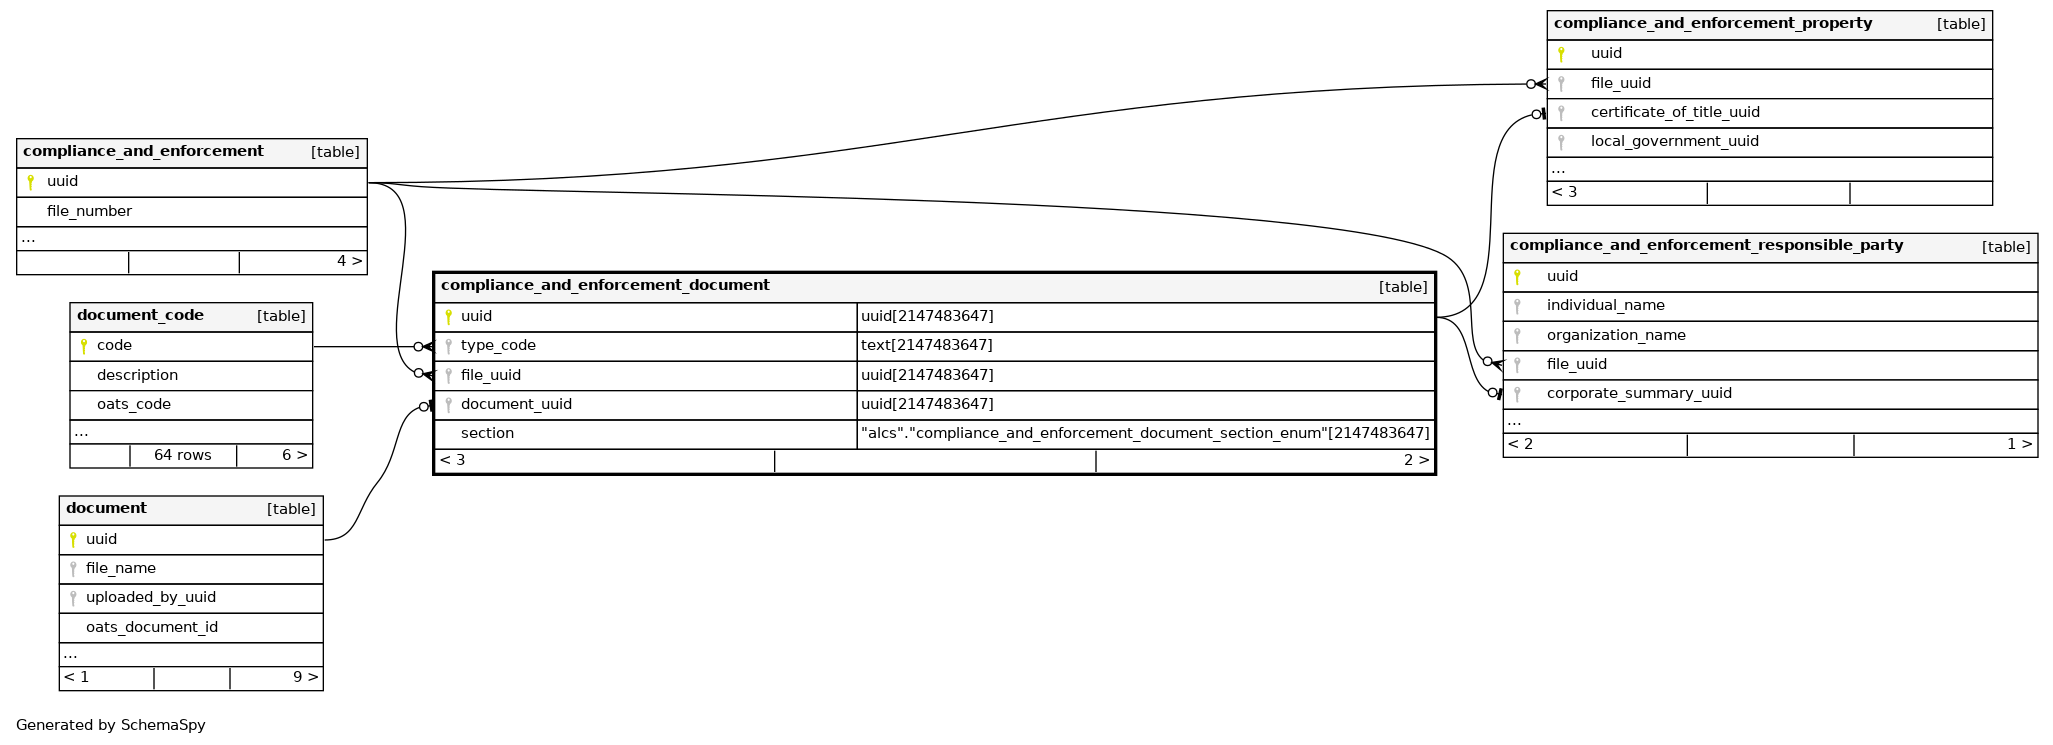 compliance_and_enforcement_property [table]
uuid
file_uuid
certificate_of_title_uuid
local_government_uuid
...
< 3
compliance_and_enforcement [table]
uuid
file_number
...
4 >
compliance_and_enforcement_responsible_party [table]
uuid
individual_name
organization_name
file_uuid
corporate_summary_uuid
...
< 2 1 >
compliance_and_enforcement_document [table]
uuid uuid[2147483647]
type_code text[2147483647]
file_uuid uuid[2147483647]
document_uuid uuid[2147483647]
section "alcs"."compliance_and_enforcement_document_section_enum"[2147483647]
< 3 2 >
document_code [table]
code
description
oats_code
...
64 rows 6 >
document [table]
uuid
file_name
uploaded_by_uuid
oats_document_id
...
< 1 9 >
Generated by SchemaSpy